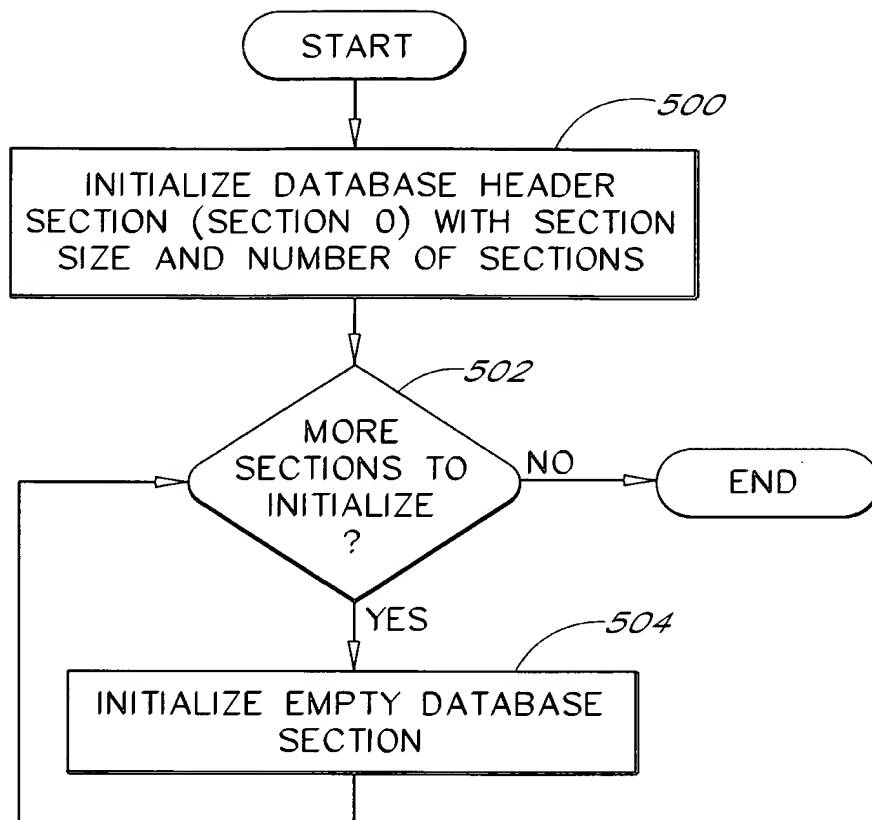 START
500
INITIALIZE DATABASE HEADER
SECTION (SECTION 0) WITH SECTION
SIZE AND NUMBER OF SECTIONS
502
MORE
SECTIONS TO
INITIALIZE
?
NO
END
YES
504
INITIALIZE EMPTY DATABASE
SECTION